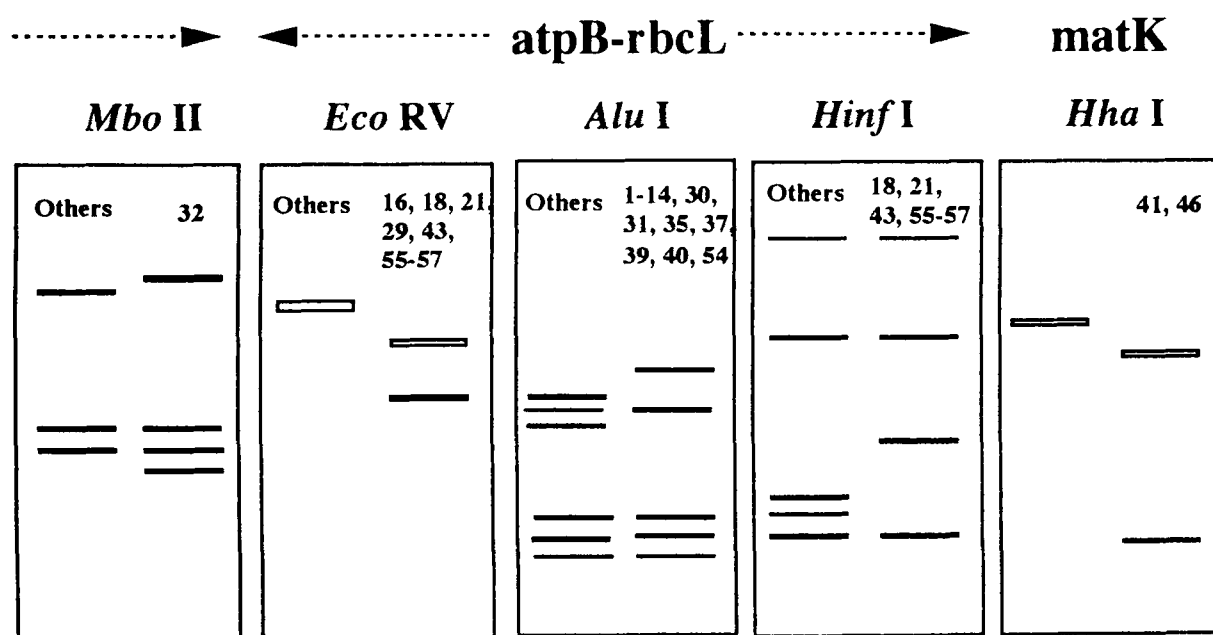 atpB-rbcL matK
Mbo II Eco RV Alu I Hinf I Hha I
Others 32
Others 16, 18, 21,
29, 43,
55-57
Others 1-14, 30,
31, 35, 37,
39, 40, 54
Others 18, 21,
43, 55-57
41, 46